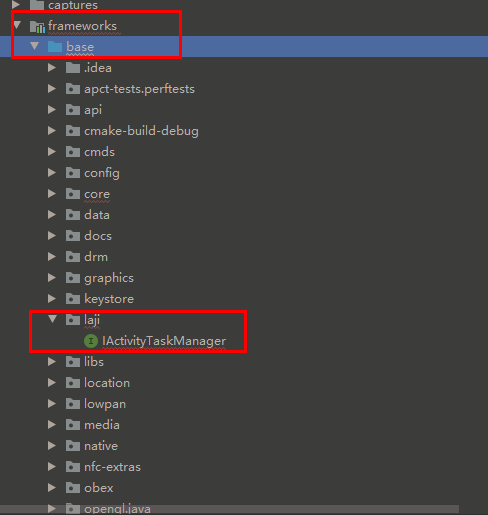 captures
frameworks
base
.idea
apct-tests.perftests
api
cmake-build-debug
cmds
config
core
data
docs
drm
graphics
keystore
laji
I IActivityTaskManager
libs
location
lowpan
media
native
nfc-extras
obex
opengl.java